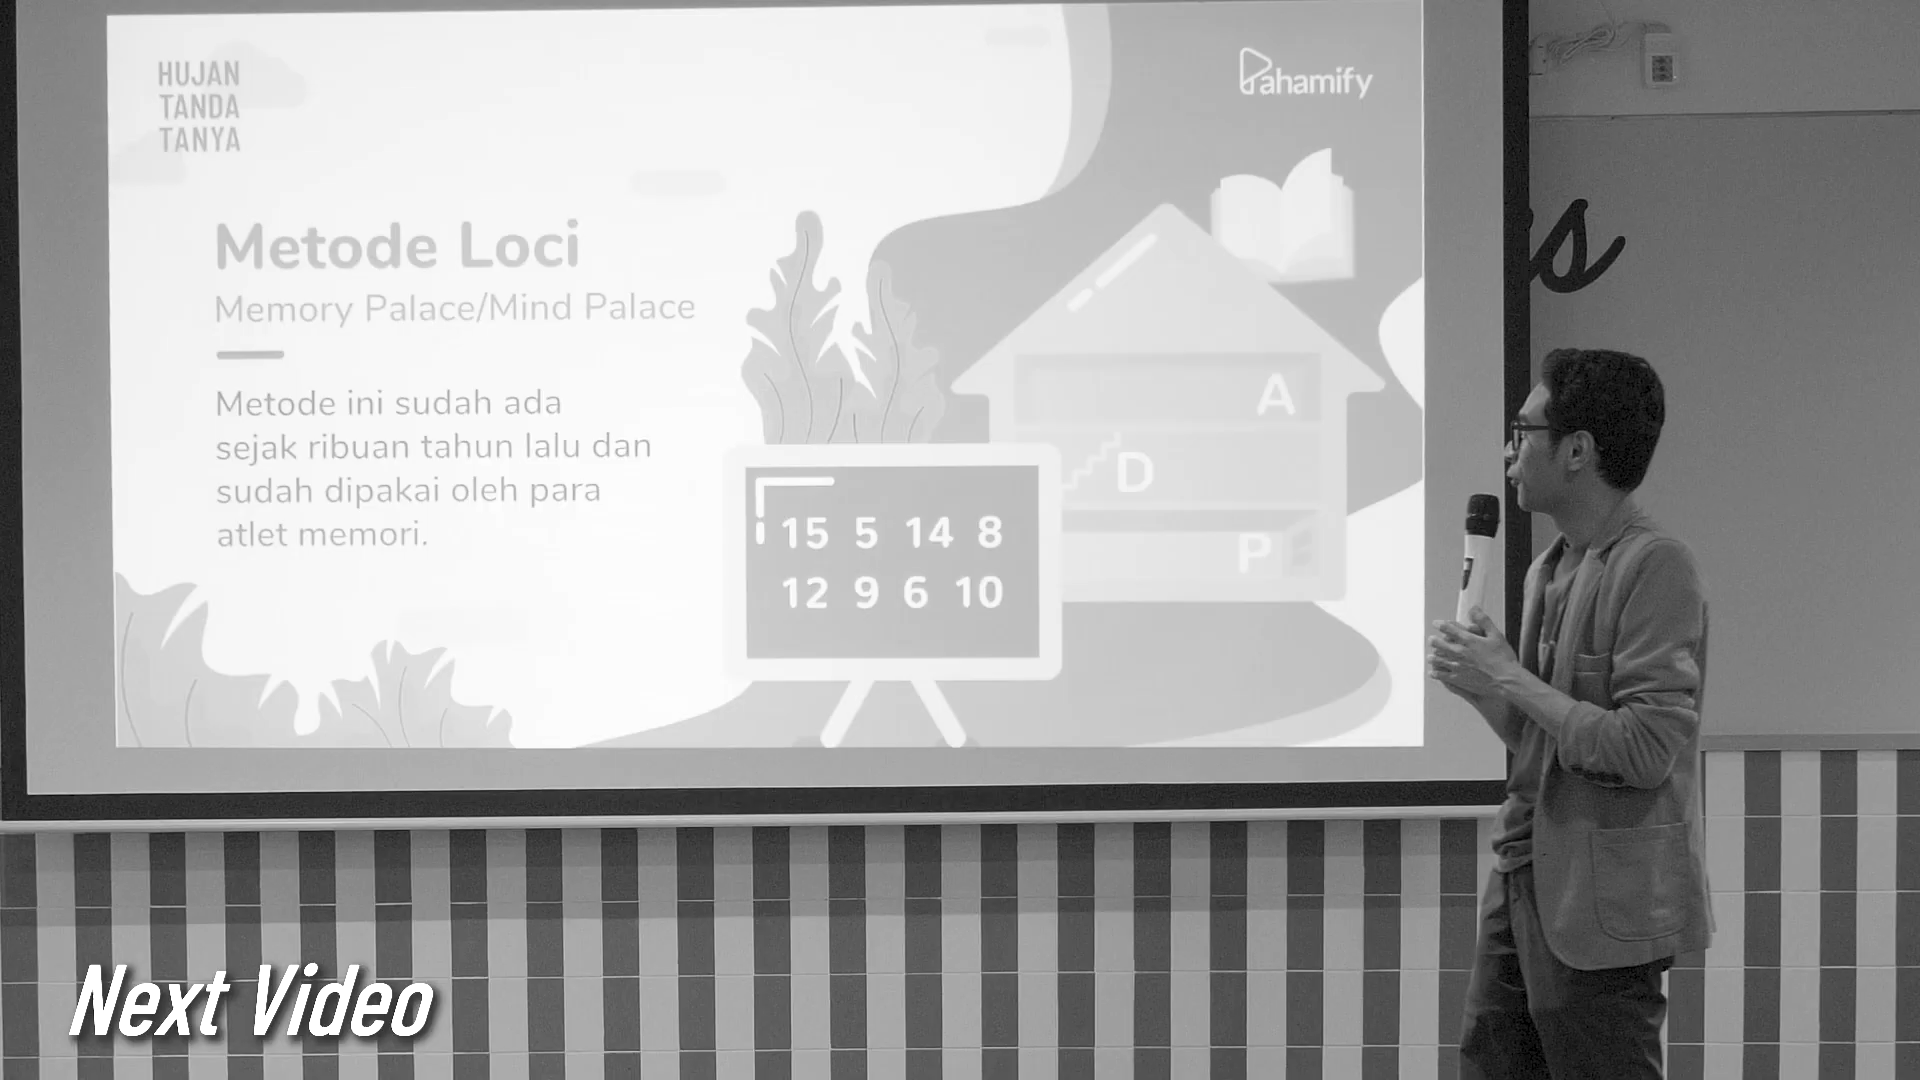 HUJAN
TANDA
TANYA
Pahamify
Metode Loci
Memory Palace/Mind Palace
Metode ini sudah ada
sejak ribuan tahun lalu dan
sudah dipakai oleh para
atlet memori.
A
D
P
15 5 14 8
12 9 6 10
Next Video